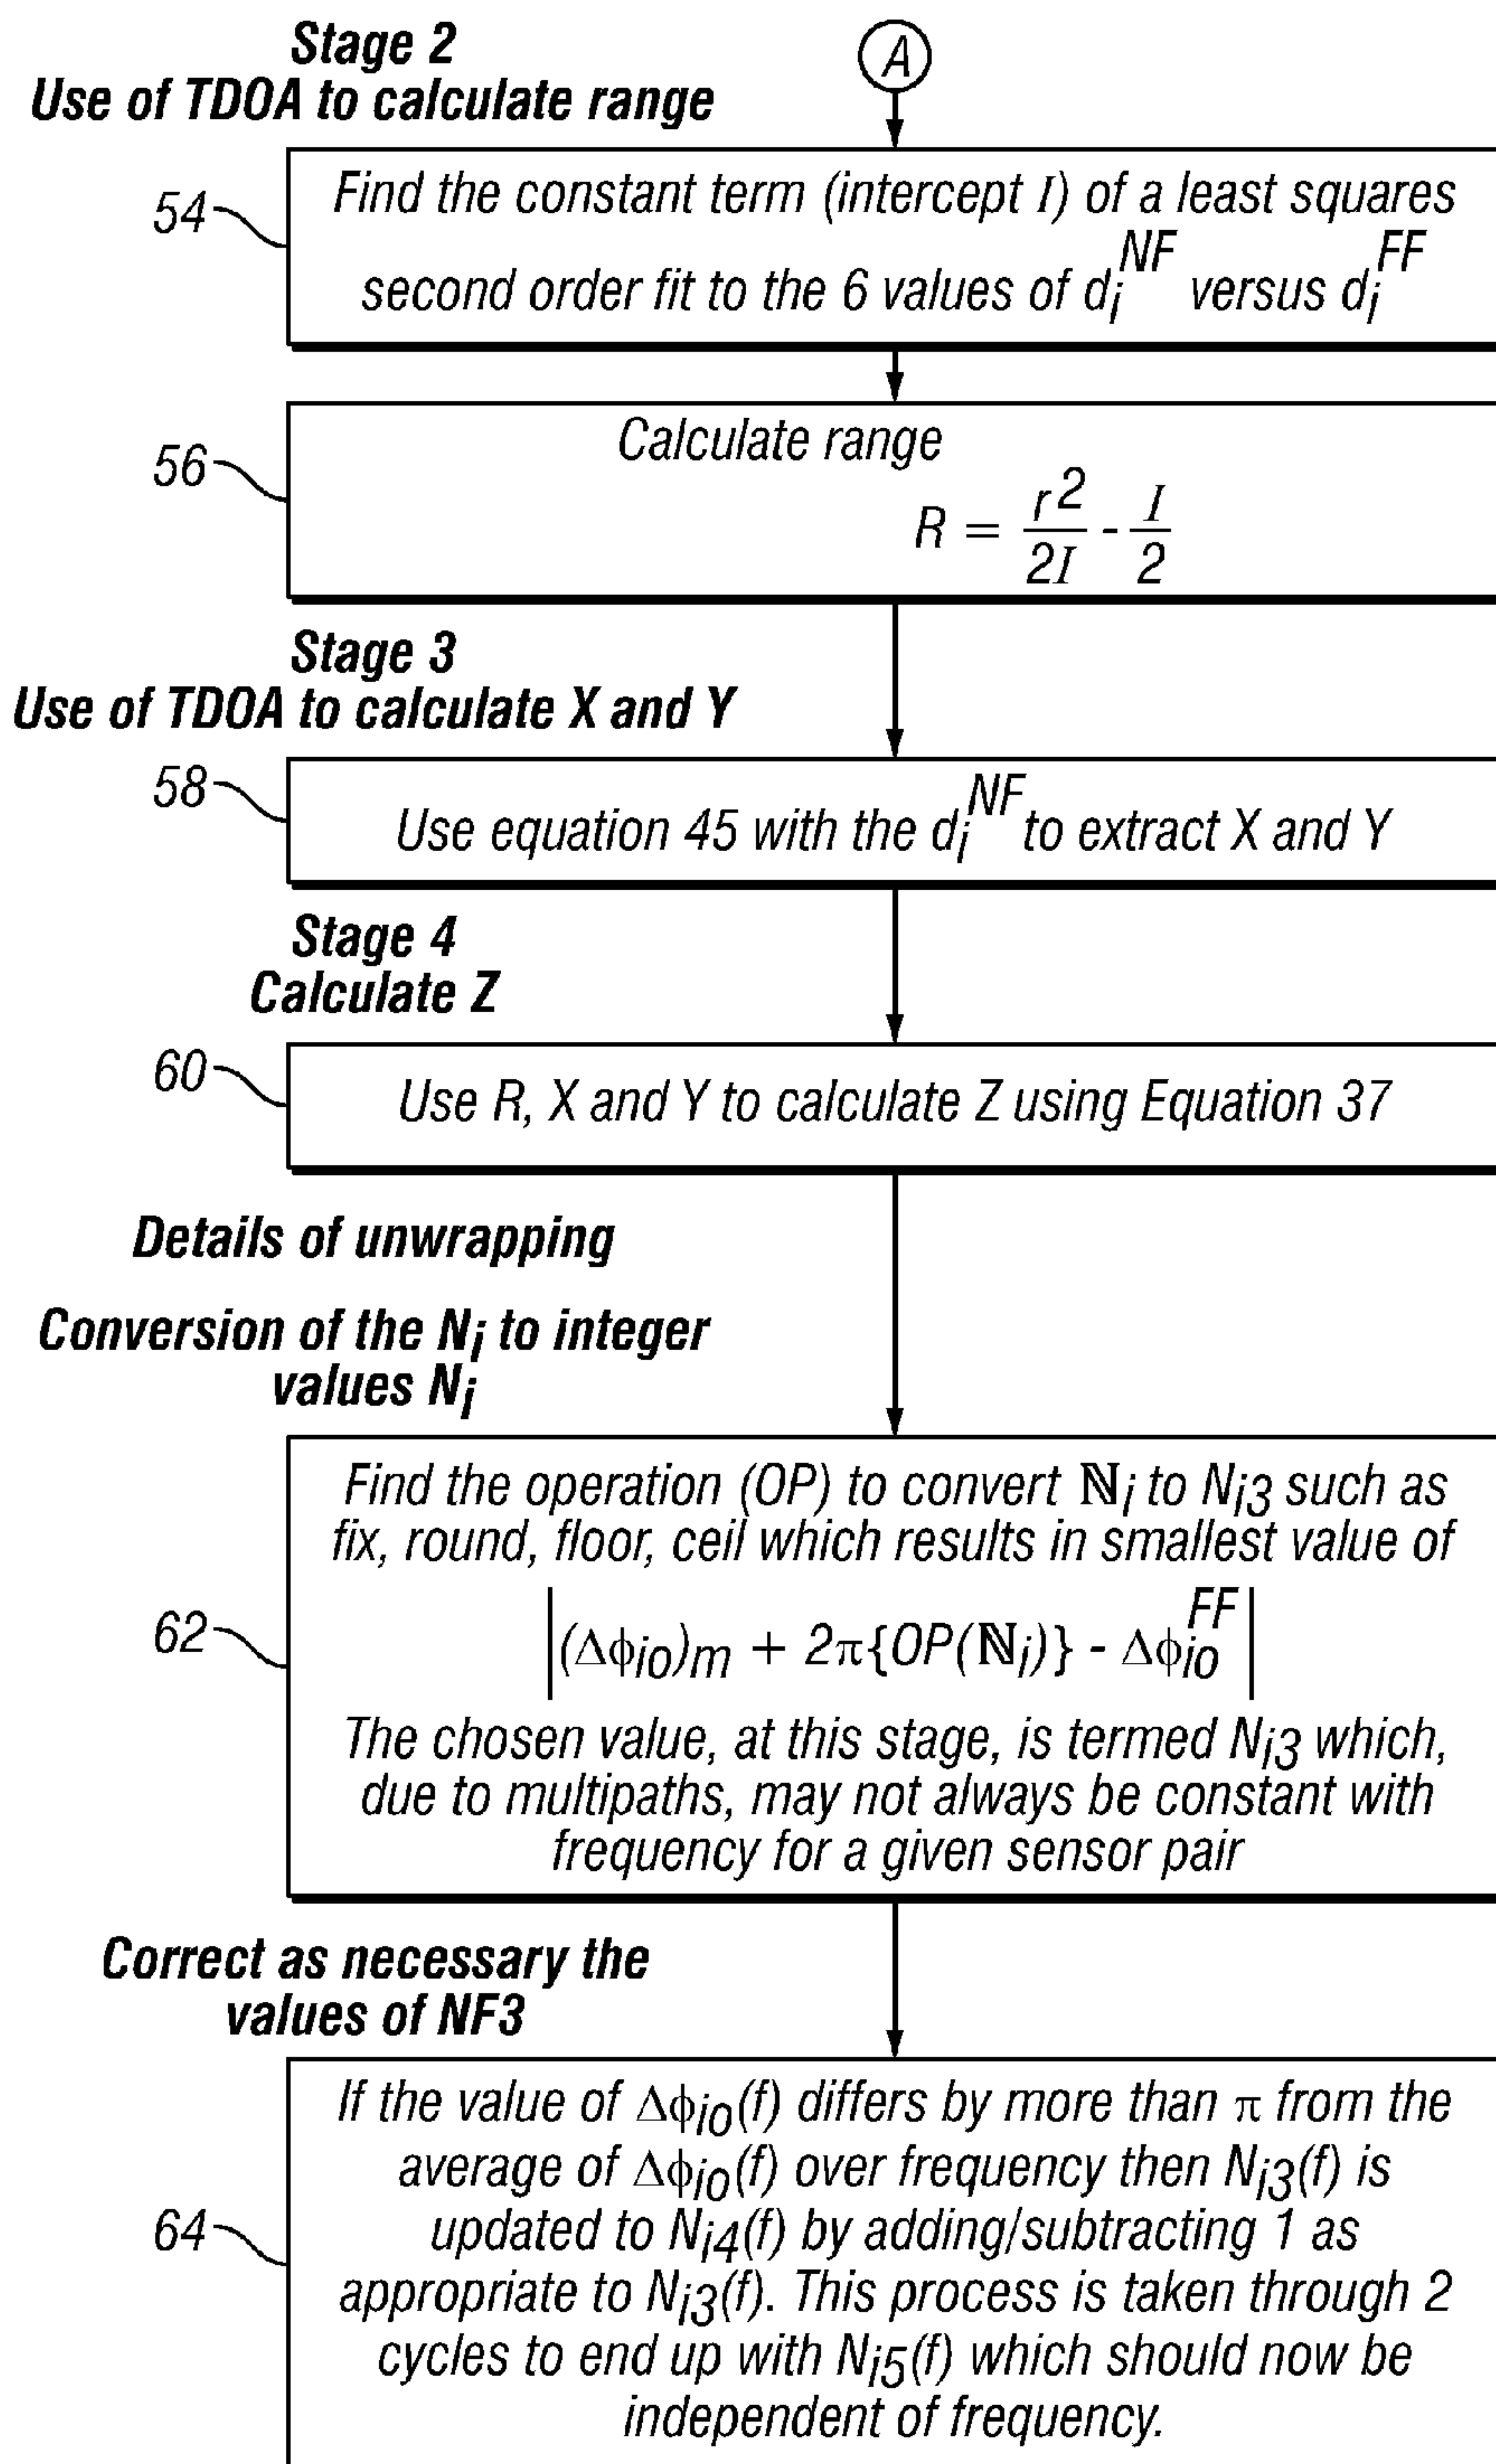 Stage 2
Use of TDOA to calculate range
A
54
Find the constant term (intercept I) of a least squares
second order fit to the 6 values of d_i^NF versus d_i^FF
56
Calculate range
R = r^2/2I - I/2
Stage 3
Use of TDOA to calculate X and Y
58
Use equation 45 with the d_i^NF to extract X and Y
Stage 4
Calculate Z
60
Use R, X and Y to calculate Z using Equation 37
Details of unwrapping
Conversion of the N_i to integer
values N_i
62
Find the operation (OP) to convert ℕ_i to N_i3 such as
fix, round, floor, ceil which results in smallest value of
|(Δϕ_io)_m + 2π{OP(ℕ_i)} - Δϕ_io^FF|
The chosen value, at this stage, is termed N_i3 which,
due to multipaths, may not always be constant with
frequency for a given sensor pair
Correct as necessary the
values of NF3
64
If the value of Δϕ_io(f) differs by more than π from the
average of Δϕ_io(f) over frequency then N_i3(f) is
updated to N_i4(f) by adding/subtracting 1 as
appropriate to N_i3(f). This process is taken through 2
cycles to end up with N_i5(f) which should now be
independent of frequency.